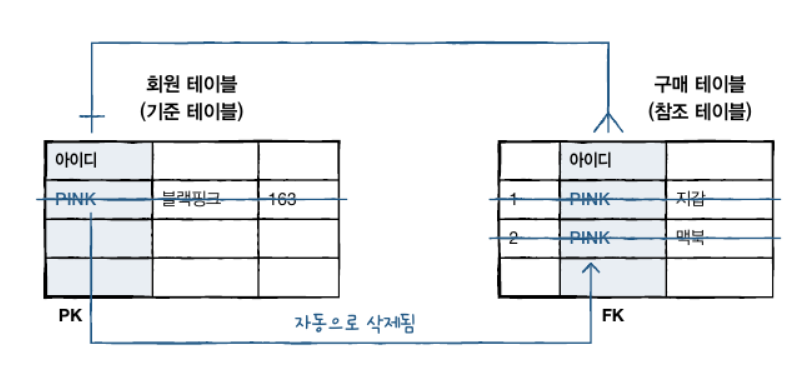 회원 테이블
(기준 테이블)
구매 테이블
(참조 테이블)
아이디
PINK 블랙핑크 163
PK
아이디
1 PINK 지갑
2 PINK 맥북
FK
자동으로 삭제됨